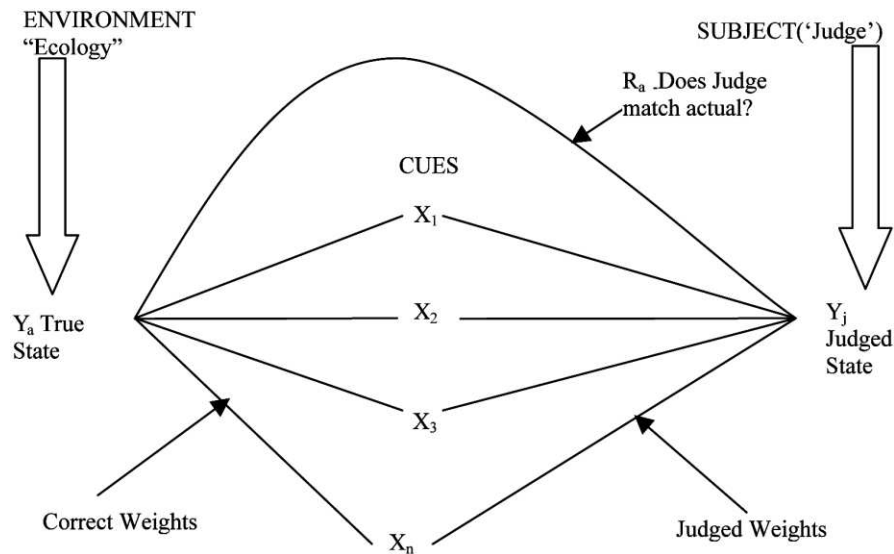 ENVIRONMENT
“Ecology”
SUBJECT(‘Judge’)
Rₐ Does Judge
match actual?
CUES
X₁
Yₐ True
State
X₂
Yⱼ
Judged
State
X₃
Correct Weights
Xₙ
Judged Weights